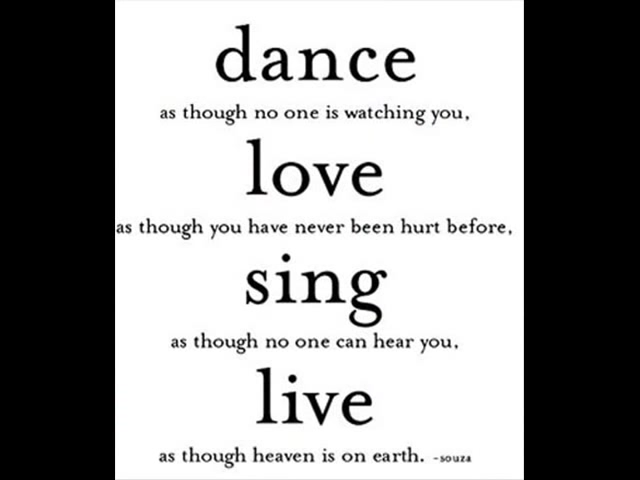 dance
as though no one is watching you,
love
as though you have never been hurt before,
sing
as though no one can hear you,
live
as though heaven is on earth. -souza